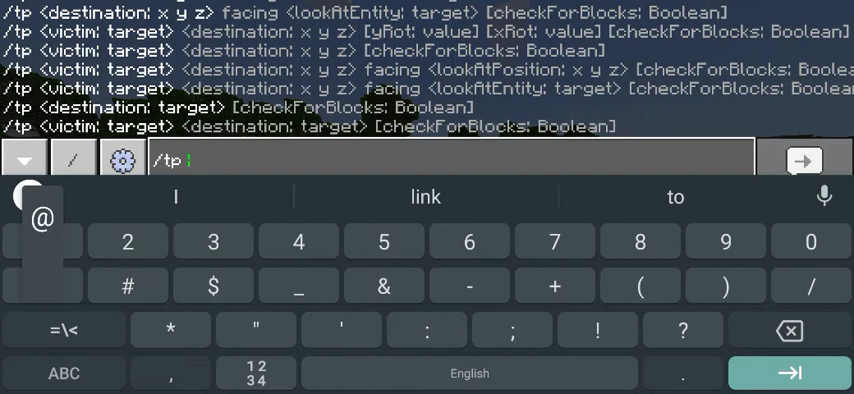 /tp <destination: x y z> facing <lookAtEntity: target> [checkForBlocks: Boolean]
/tp <victim: target> <destination: x y z> [yRot: value] [xRot: value] [checkForBlocks: Boolean]
/tp <victim: target> <destination: x y z> [checkForBlocks: Boolean]
/tp <victim: target> <destination: x y z> facing <lookAtPosition: x y z> [checkForBlocks: Boolea
/tp <victim: target> <destination: x y z> facing <lookAtEntity: target> [checkForBlocks: Boolean
/tp <destination: target> [checkForBlocks: Boolean]
/tp <victim: target> <destination: target> [checkForBlocks: Boolean]
/ /tp
I link to
@
2 3 4 5 6 7 8 9 0
# $ _ & - + ( ) /
=\< * " ' : ; ! ?
ABC , 12 34 English .